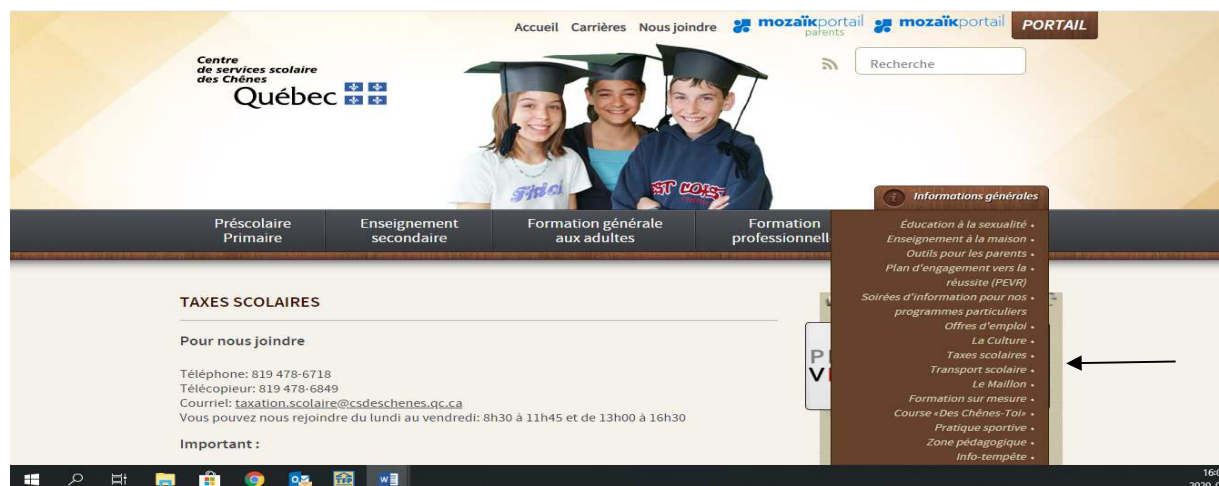 Accueil Carrières Nous joindre mozaïkportail parents mozaïkportail PORTAIL
Centre
de services scolaire
des Chênes
Québec
Recherche
WEST COAST
Informations générales
Préscolaire
Primaire
Enseignement
secondaire
Formation générale
aux adultes
Formation
professionnell
Éducation à la sexualité
Enseignement à la maison
Outils pour les parents
Plan d'engagement vers la
réussite (PEVR)
Soirées d'information pour nos
programmes particuliers
Offres d'emploi
La Culture
Taxes scolaires
Transport scolaire
Le Maillon
Formation sur mesure
Course «Des Chênes-Toi»
Pratique sportive
Zone pédagogique
Info-tempête
TAXES SCOLAIRES
Pour nous joindre
Téléphone: 819 478-6718
Télécopieur: 819 478-6849
Courriel: taxation.scolaire@csdeschenes.qc.ca
Vous pouvez nous rejoindre du lundi au vendredi: 8h30 à 11h45 et de 13h00 à 16h30
Important :
TFP